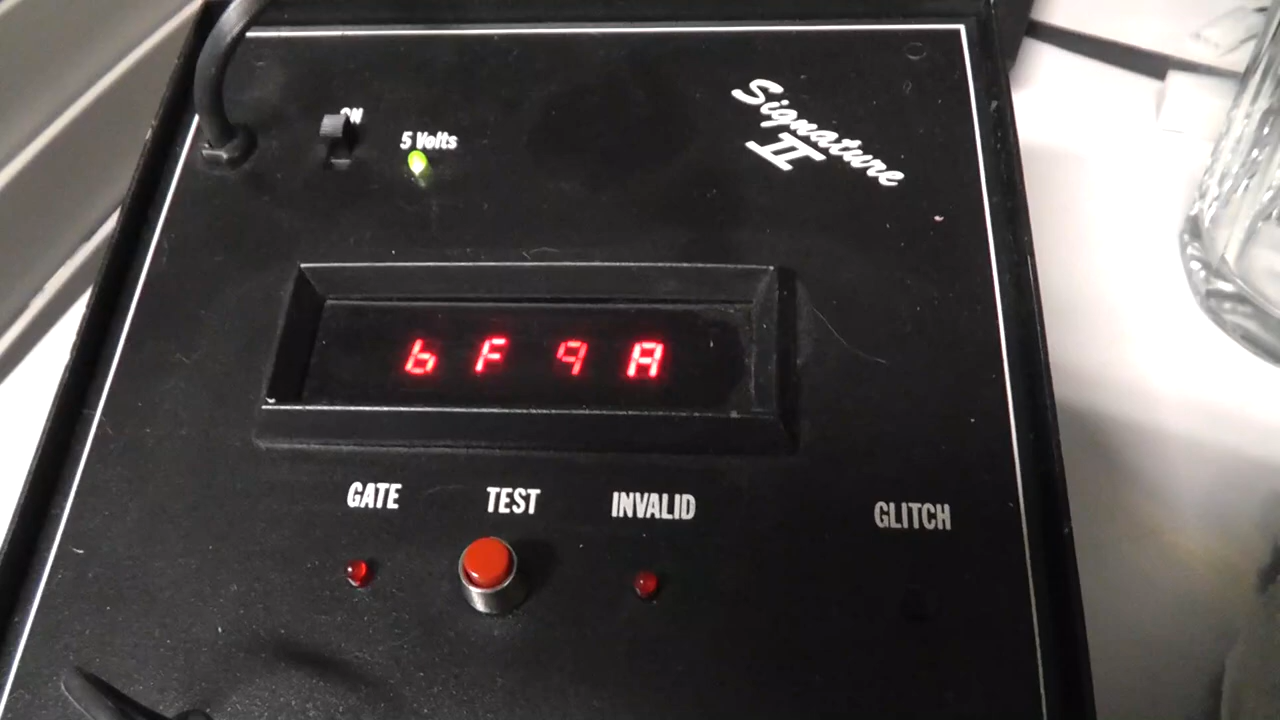 ON
5 Volts
Signature
II
bF9A
GATE TEST INVALID GLITCH